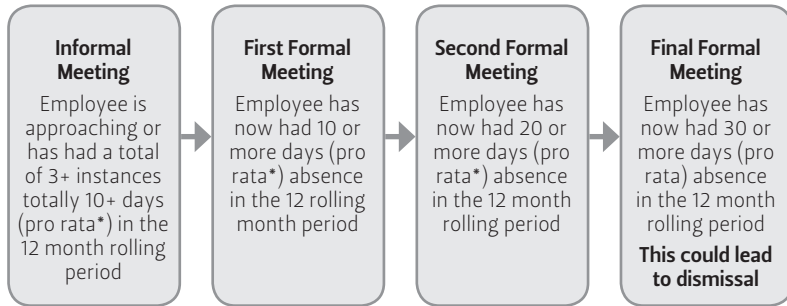 Informal
Meeting
Employee is
approaching or
has had a total
of 3+ instances
totally 10+ days
(pro rata*) in the
12 month rolling
period
First Formal
Meeting
Employee has
now had 10 or
more days (pro
rata*) absence
in the 12 rolling
month period
Second Formal
Meeting
Employee has
now had 20 or
more days (pro
rata*) absence
in the 12 month
rolling period
Final Formal
Meeting
Employee has
now had 30 or
more days (pro
rata) absence
in the 12 month
rolling period
This could lead
to dismissal